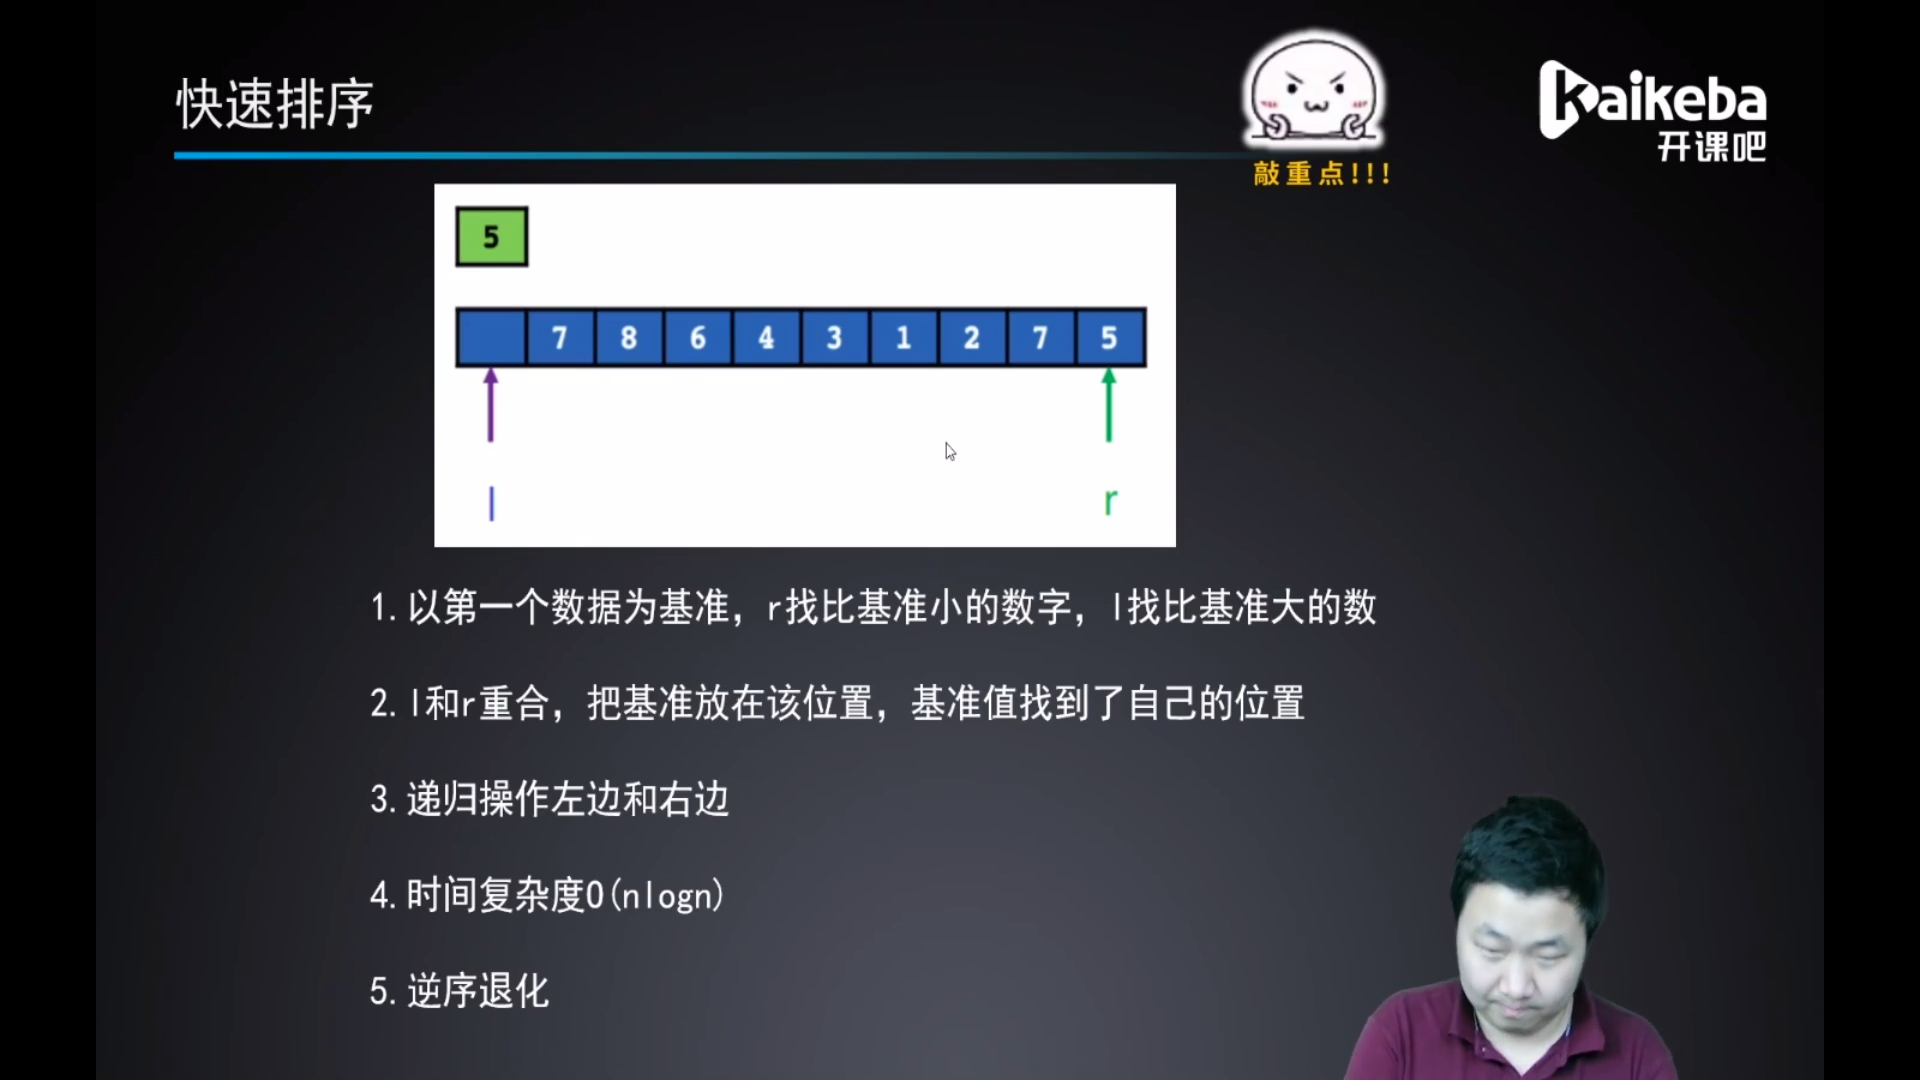 快速排序
敲重点!!!
kaikeba
开课吧
5
7 8 6 4 3 1 2 7 5
l r
1.以第一个数据为基准，r找比基准小的数字，l找比基准大的数
2.l和r重合，把基准放在该位置，基准值找到了自己的位置
3.递归操作左边和右边
4.时间复杂度O(nlogn)
5.逆序退化